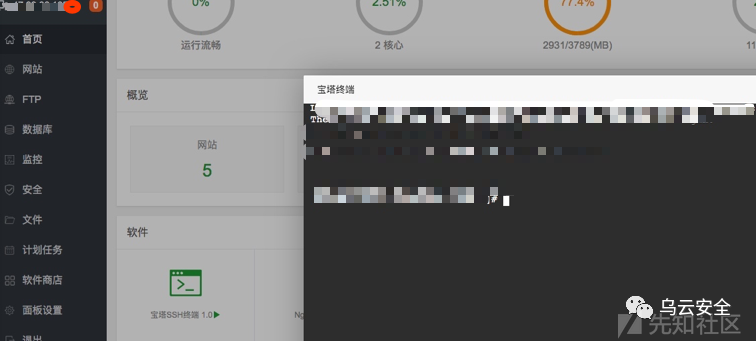 0
首页
网站
FTP
数据库
监控
安全
文件
计划任务
软件商店
面板设置
退出
0%
运行流畅
2.51%
2 核心
77.4%
2931/3789(MB)
概览
网站
5
软件
宝塔SSH终端 1.0
宝塔终端
The
]#
乌云安全
先知社区